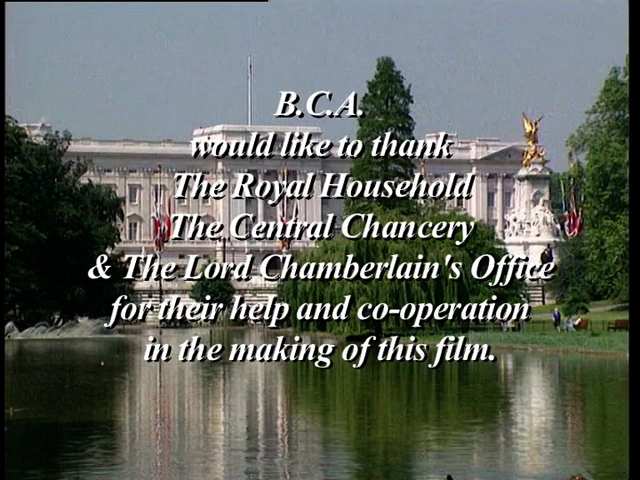 B.C.A.
would like to thank
The Royal Household
The Central Chancery
& The Lord Chamberlain's Office
for their help and co-operation
in the making of this film.